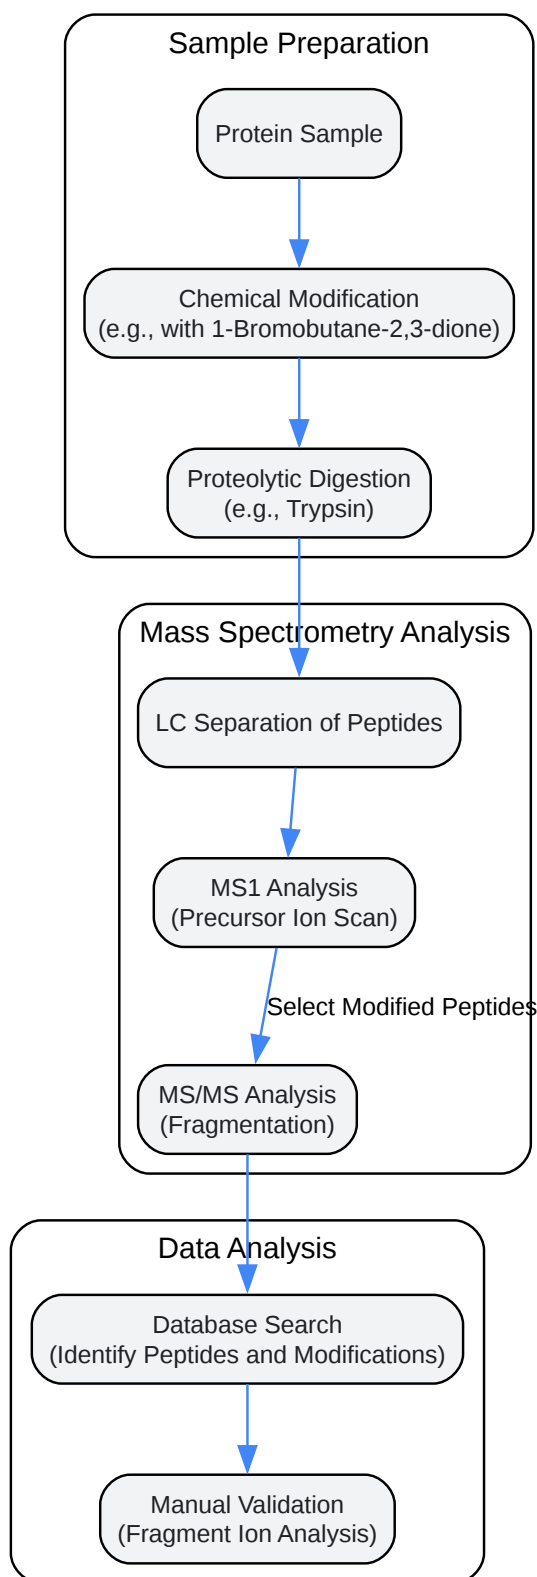 Sample Preparation
Protein Sample
Chemical Modification
(e.g., with 1-Bromobutane-2,3-dione)
Proteolytic Digestion
(e.g., Trypsin)
Mass Spectrometry Analysis
LC Separation of Peptides
MS1 Analysis
(Precursor Ion Scan)
Select Modified Peptides
MS/MS Analysis
(Fragmentation)
Data Analysis
Database Search
(Identify Peptides and Modifications)
Manual Validation
(Fragment Ion Analysis)